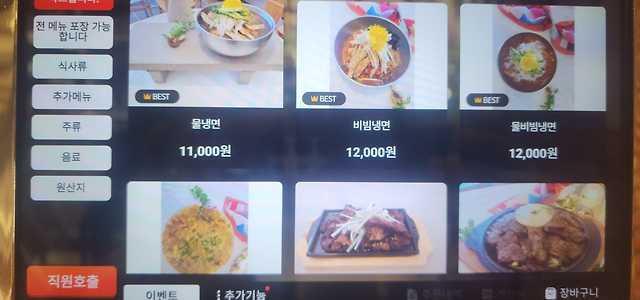 전 메뉴 포장 가능
합니다
식사류
추가메뉴
주류
음료
원산지
직원호출
BEST
물냉면
11,000원
BEST
비빔냉면
12,000원
BEST
물비빔냉면
12,000원
이벤트
추가기능
장바구니